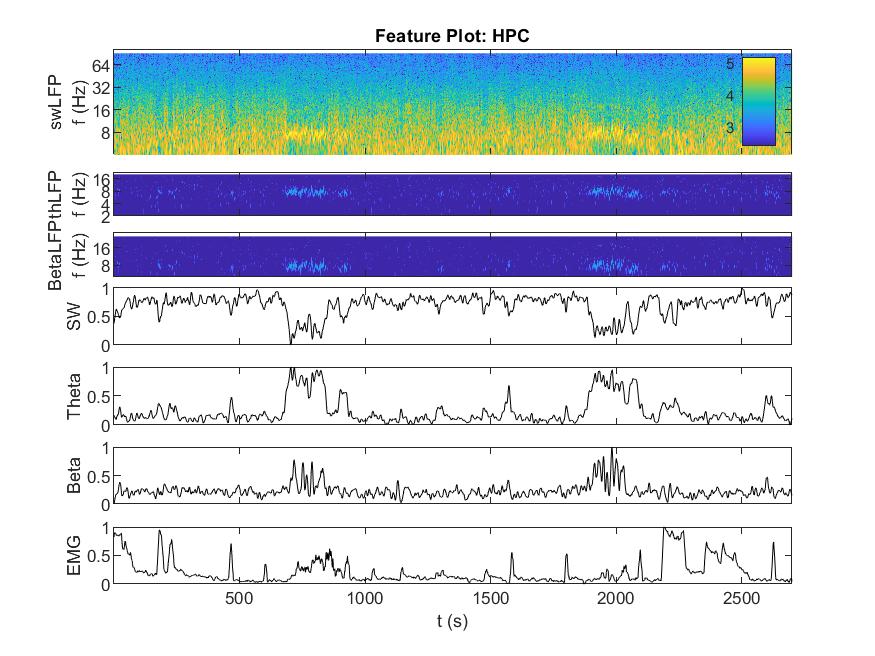 Feature Plot: HPC
swLFP
f (Hz)
64
32
16
8
5
4
3
thLFP
f (Hz)
16
8
4
2
BetaLFP
f (Hz)
16
8
SW
1
0.5
0
Theta
1
0.5
0
Beta
1
0.5
0
EMG
1
0.5
0
500 1000 1500 2000 2500
t (s)